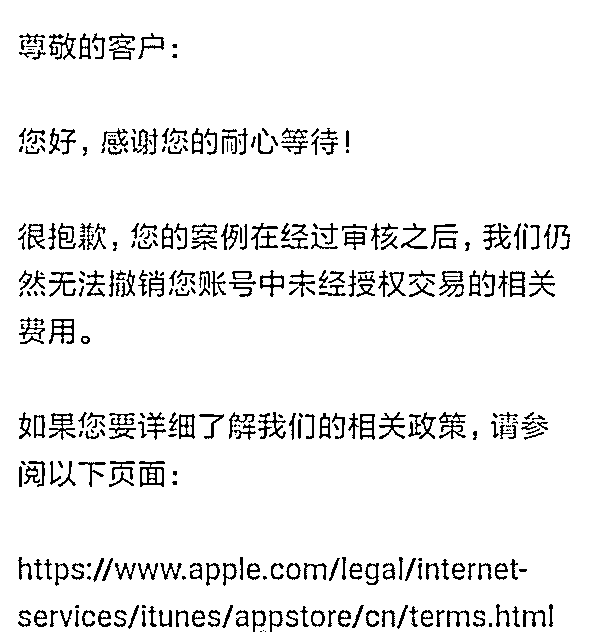 尊敬的客户：
您好，感谢您的耐心等待！
很抱歉，您的案例在经过审核之后，我们仍
然无法撤销您账号中未经授权交易的相关
费用。
如果您要详细了解我们的相关政策，请参
阅以下页面：
https://www.apple.com/legal/internet-
services/itunes/appstore/cn/terms.html